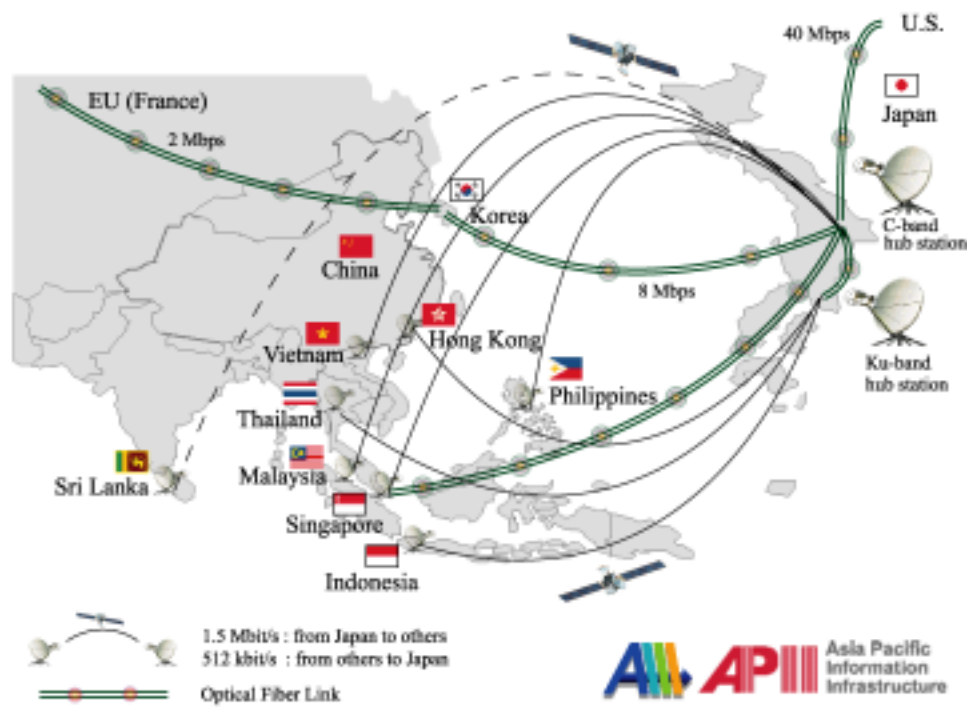 U.S.
40 Mbps
Japan
EU (France)
2 Mbps
Korea
C-band
hub station
China
8 Mbps
Hong Kong
Vietnam
Ku-band
hub station
Philippines
Thailand
Malaysia
Sri Lanka
Singapore
Indonesia
1.5 Mbit/s : from Japan to others
512 kbit/s : from others to Japan
Optical Fiber Link
AI
APII
Asia Pacific
Information
Infrastructure